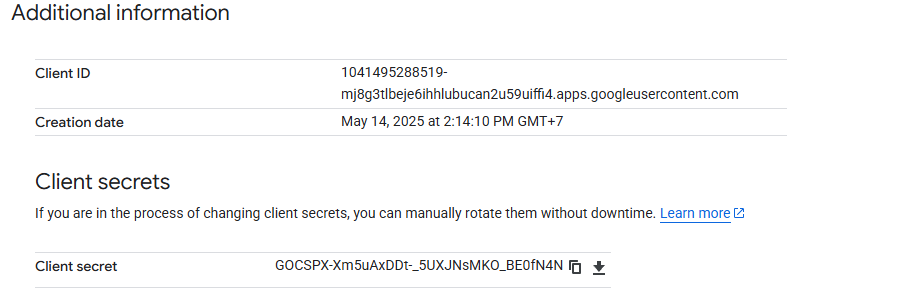 Additional information
Client ID
1041495288519-
mj8g3tlbeje6ihhlubucan2u59uiffi4.apps.googleusercontent.com
Creation date
May 14, 2025 at 2:14:10 PM GMT+7
Client secrets
If you are in the process of changing client secrets, you can manually rotate them without downtime. Learn more
Client secret
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